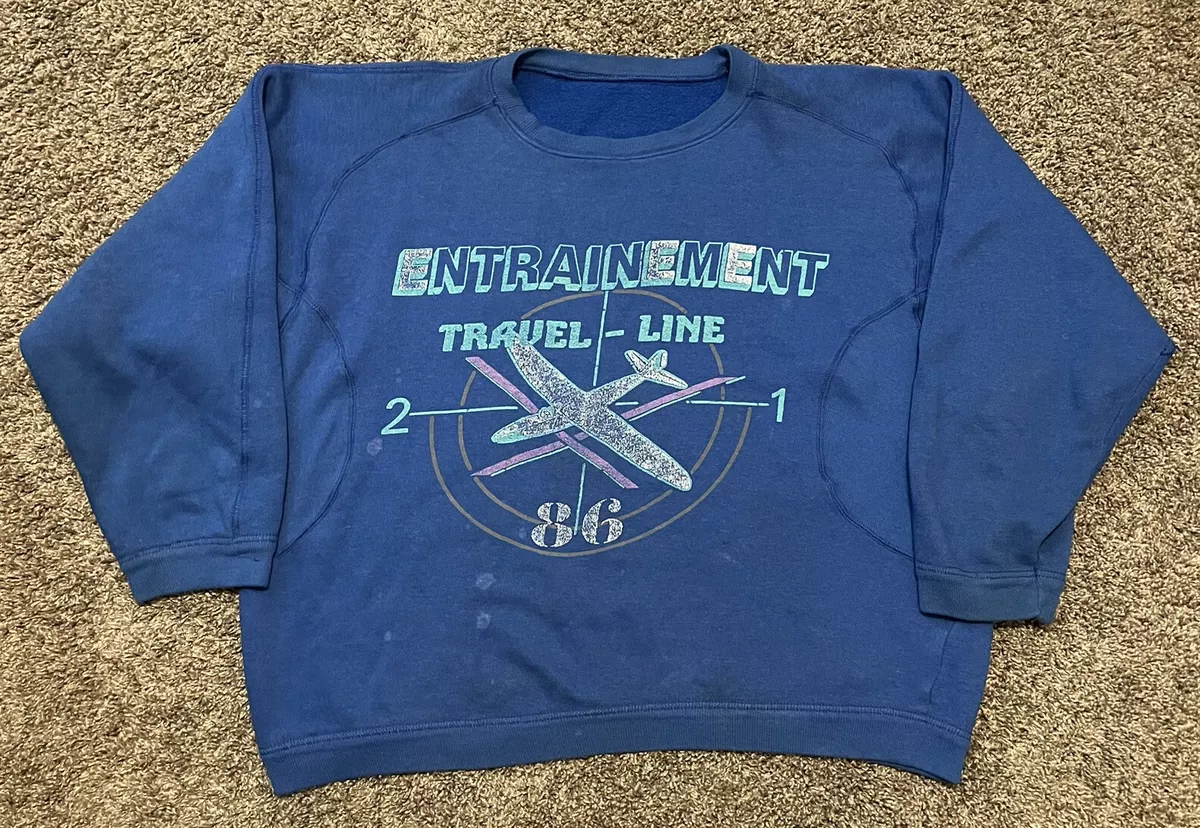 ENTRAINEMENT
TRAVEL - LINE
2 1
86